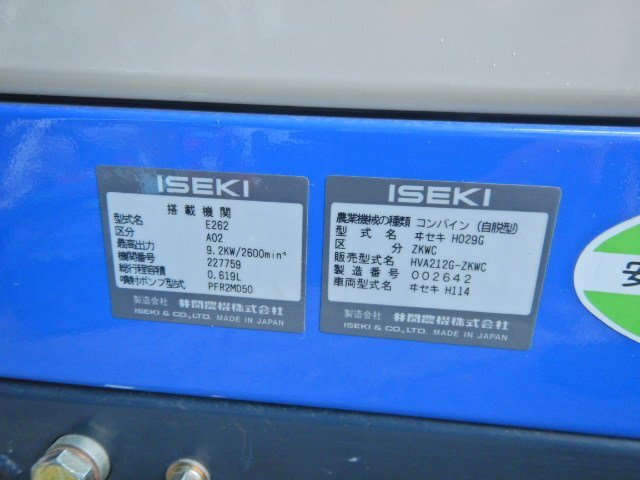 ISEKI
搭載機関
型式名 E262
区分 A02
最高出力 9.2KW/2600min⁻¹
機関番号 227759
総行程容積 0.619L
噴射ポンプ型式 PFR2MD50
製造会社 井関農機株式会社
ISEKI & CO., LTD. MADE IN JAPAN
ISEKI
農業機械の種類 コンバイン(自脱型)
型式名 ヰセキ HO29G
区分 ZKWC
販売型式名 HVA212G-ZKWC
製造番号 002642
車両型式名 ヰセキ H114
製造会社 井関農機株式会社
ISEKI & CO., LTD. MADE IN JAPAN
安